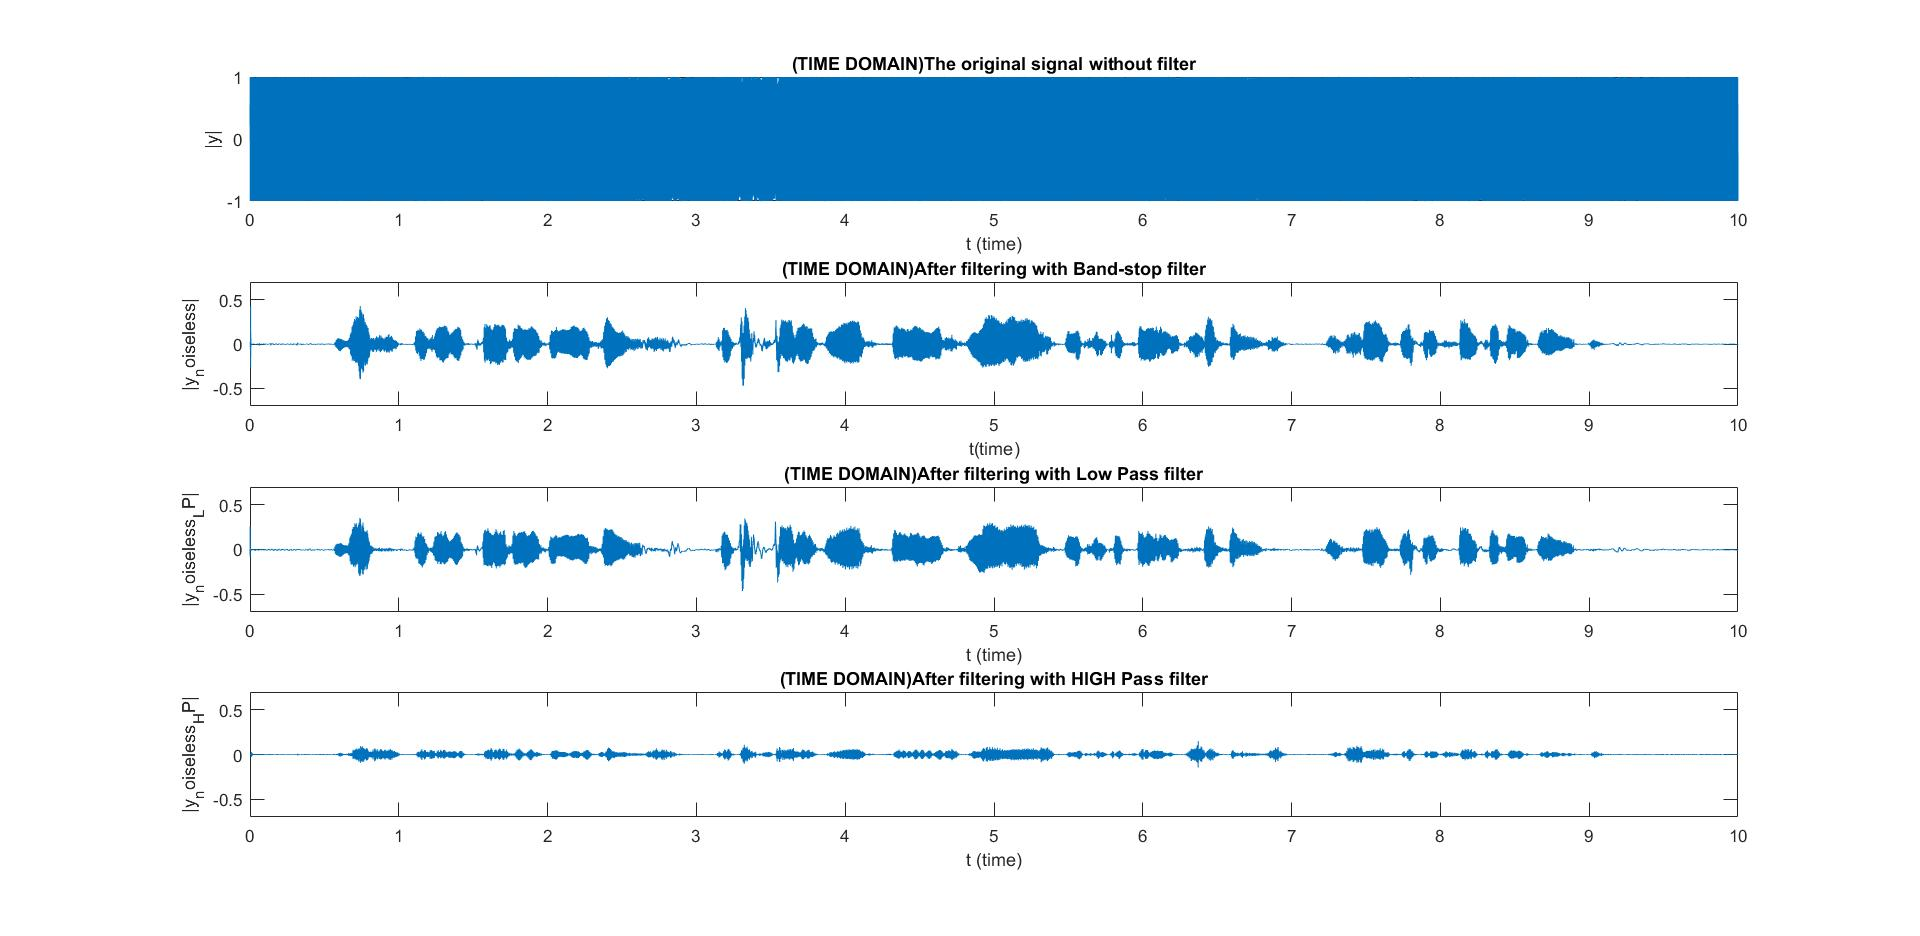 (TIME DOMAIN)The original signal without filter
1
0
-1
|y|
0 1 2 3 4 5 6 7 8 9 10
t (time)
(TIME DOMAIN)After filtering with Band-stop filter
0.5
0
-0.5
|yₙoiseless|
0 1 2 3 4 5 6 7 8 9 10
t(time)
(TIME DOMAIN)After filtering with Low Pass filter
0.5
0
-0.5
|yₙoiseless_LP|
0 1 2 3 4 5 6 7 8 9 10
t (time)
(TIME DOMAIN)After filtering with HIGH Pass filter
0.5
0
-0.5
|yₙoiseless_HP|
0 1 2 3 4 5 6 7 8 9 10
t (time)